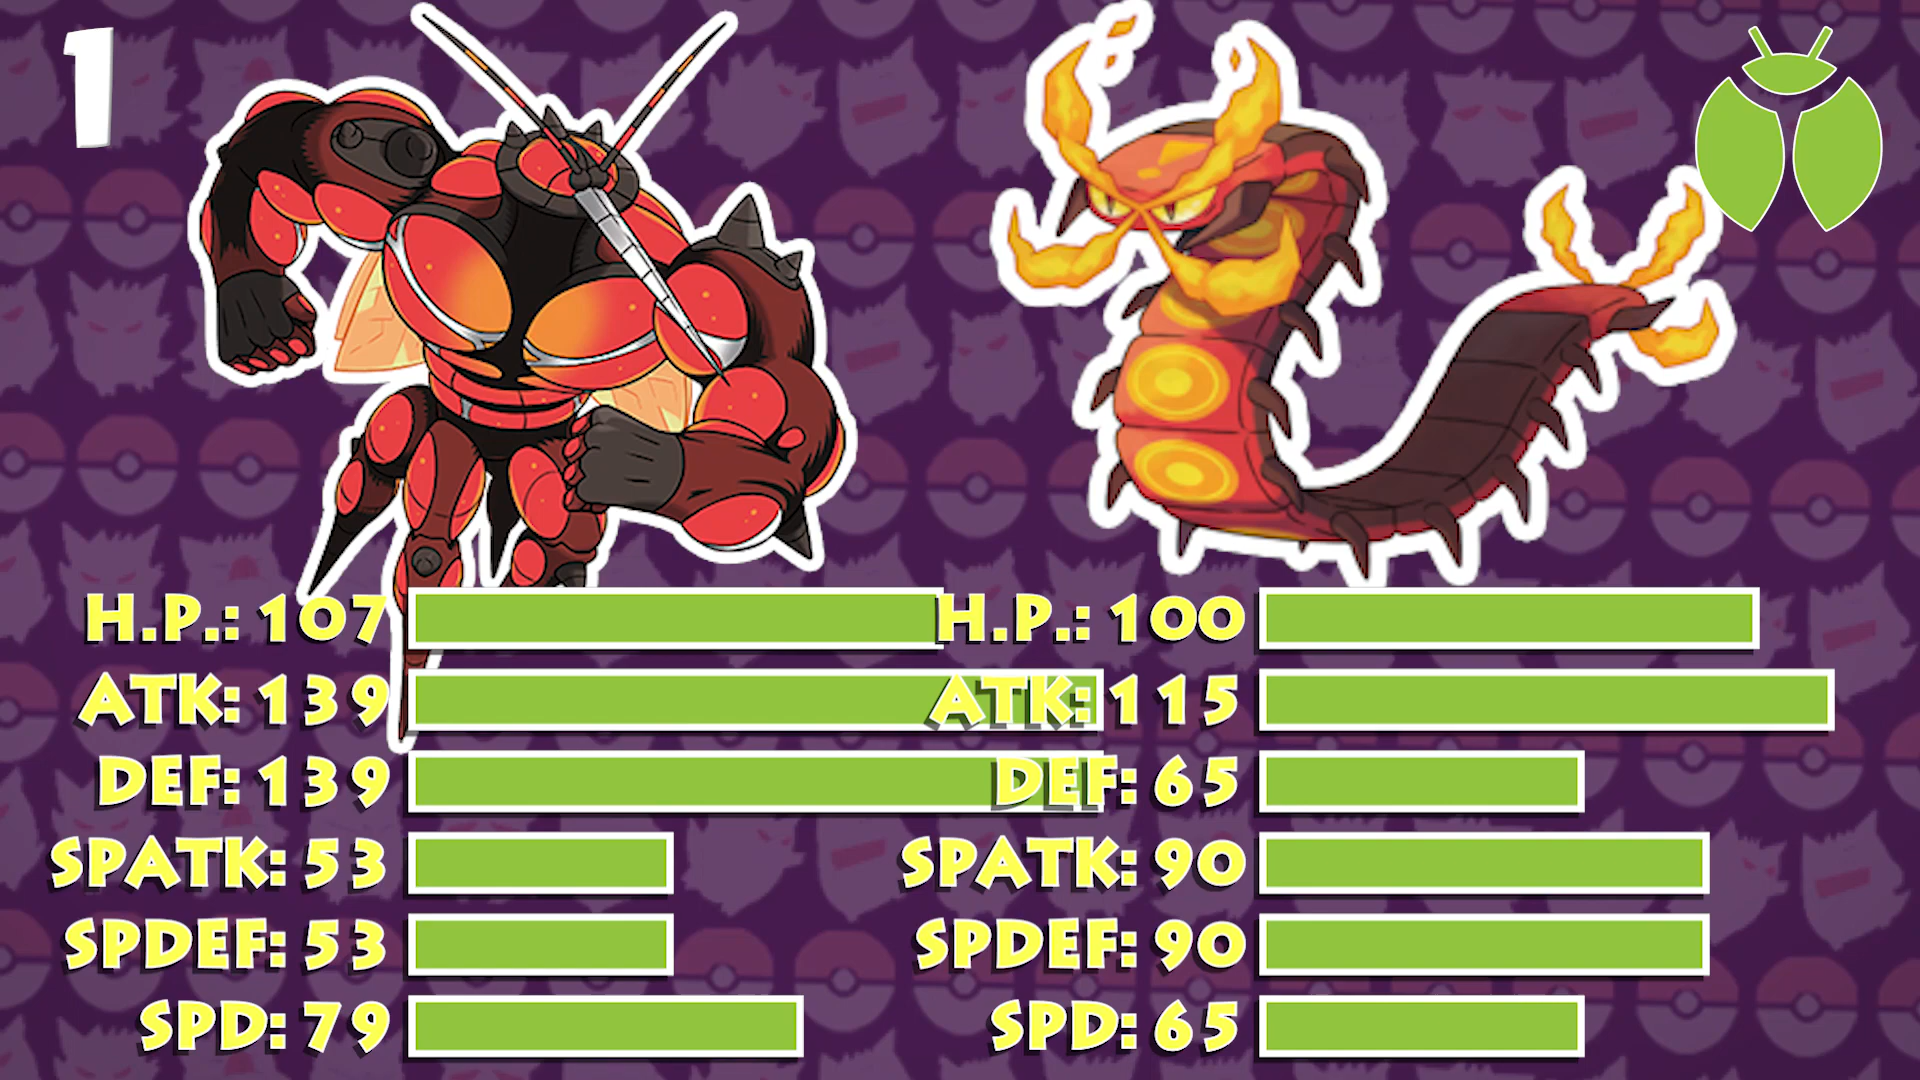 1
H.P.: 107
ATK: 139
DEF: 139
SPATK: 53
SPDEF: 53
SPD: 79
H.P.: 100
ATK: 115
DEF: 65
SPATK: 90
SPDEF: 90
SPD: 65